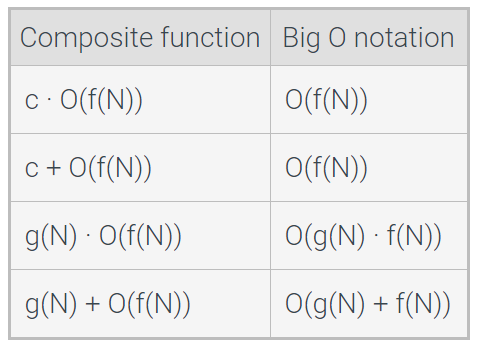 Composite function Big O notation
c · O(f(N)) O(f(N))
c + O(f(N)) O(f(N))
g(N) · O(f(N)) O(g(N) · f(N))
g(N) + O(f(N)) O(g(N) + f(N))